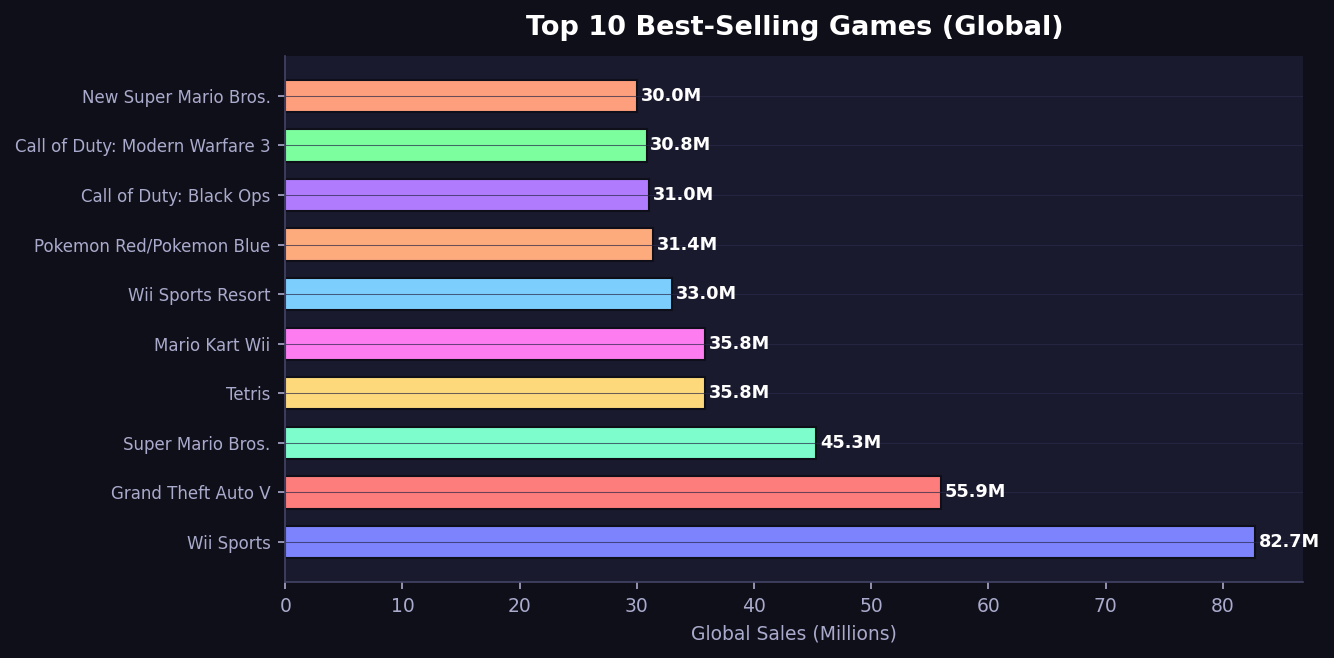 Top 10 Best-Selling Games (Global)
New Super Mario Bros. 30.0M
Call of Duty: Modern Warfare 3 30.8M
Call of Duty: Black Ops 31.0M
Pokemon Red/Pokemon Blue 31.4M
Wii Sports Resort 33.0M
Mario Kart Wii 35.8M
Tetris 35.8M
Super Mario Bros. 45.3M
Grand Theft Auto V 55.9M
Wii Sports 82.7M
0 10 20 30 40 50 60 70 80
Global Sales (Millions)